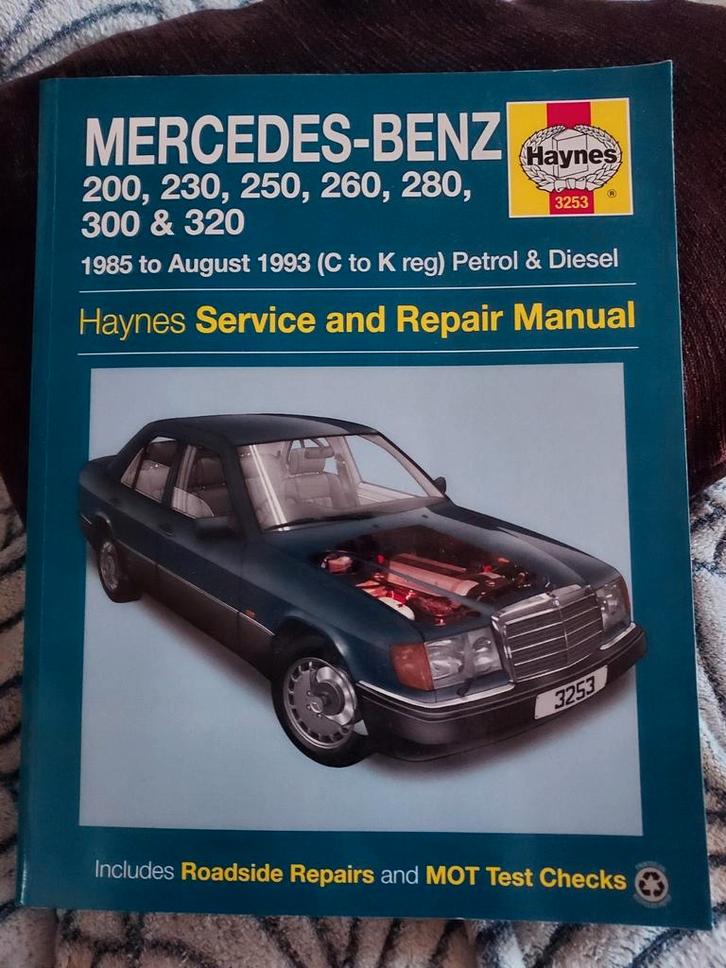 MERCEDES-BENZ
200, 230, 250, 260, 280,
300 & 320
Haynes
3253
®
1985 to August 1993 (C to K reg) Petrol & Diesel
Haynes Service and Repair Manual
3253
Includes Roadside Repairs and MOT Test Checks